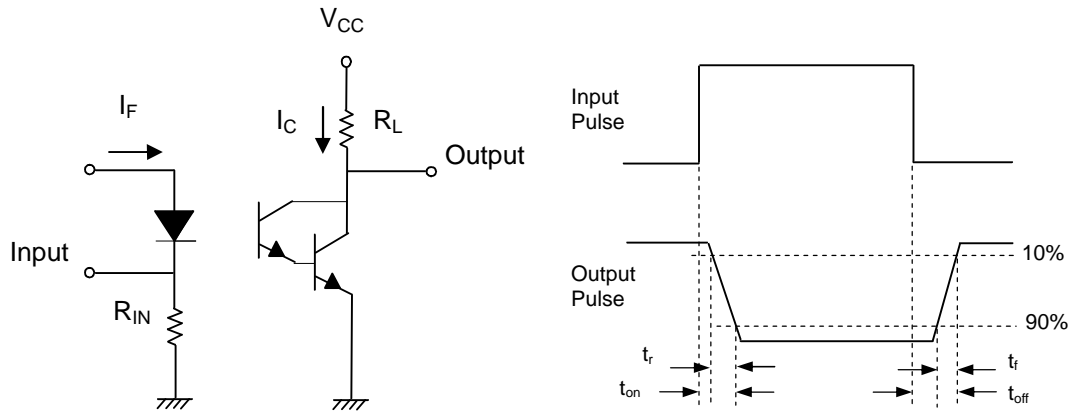 V_CC
I_F
I_C
R_L
Output
Input
R_IN
Input
Pulse
Output
Pulse
10%
90%
t_r
t_on
t_f
t_off